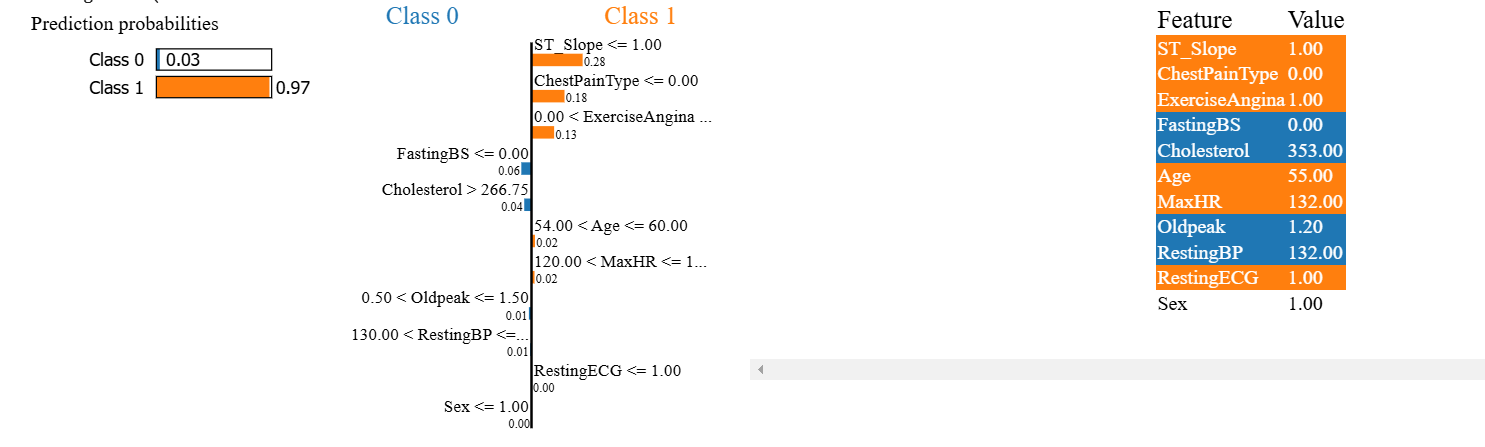 Prediction probabilities
Class 0 0.03
Class 1 0.97
Class 0 Class 1
ST_Slope <= 1.00
0.28
ChestPainType <= 0.00
0.18
0.00 < ExerciseAngina ...
0.13
FastingBS <= 0.00
0.06
Cholesterol > 266.75
0.04
54.00 < Age <= 60.00
0.02
120.00 < MaxHR <= 1...
0.02
0.50 < Oldpeak <= 1.50
0.01
130.00 < RestingBP <=...
0.01
RestingECG <= 1.00
0.00
Sex <= 1.00
0.00
Feature Value
ST_Slope 1.00
ChestPainType 0.00
ExerciseAngina 1.00
FastingBS 0.00
Cholesterol 353.00
Age 55.00
MaxHR 132.00
Oldpeak 1.20
RestingBP 132.00
RestingECG 1.00
Sex 1.00